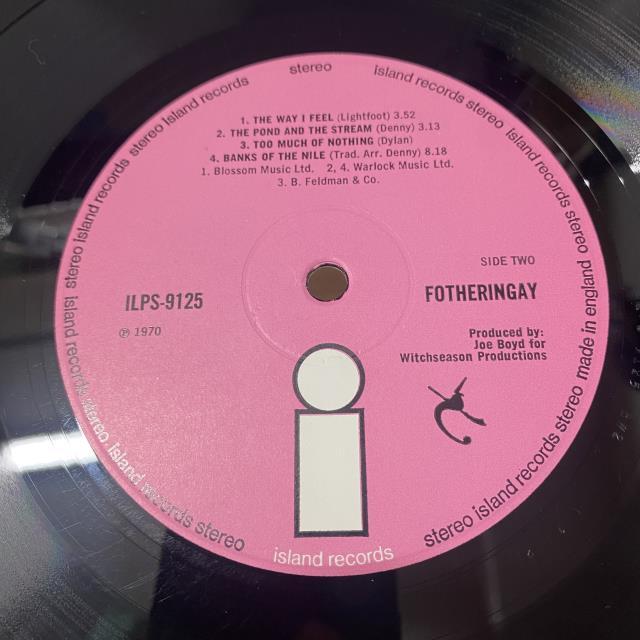 stereo island records stereo island records stereo island records stereo island records stereo made in england
1. THE WAY I FEEL (Lightfoot) 3.52
2. THE POND AND THE STREAM (Denny) 3.13
3. TOO MUCH OF NOTHING (Dylan)
4. BANKS OF THE NILE (Trad. Arr. Denny) 8.18
1. Blossom Music Ltd. 2, 4. Warlock Music Ltd.
3. B. Feldman & Co.
SIDE TWO
ILPS-9125
FOTHERINGAY
℗ 1970
Produced by:
Joe Boyd for
Witchseason Productions
island records stereo island records stereo
stereo island records stereo
island records